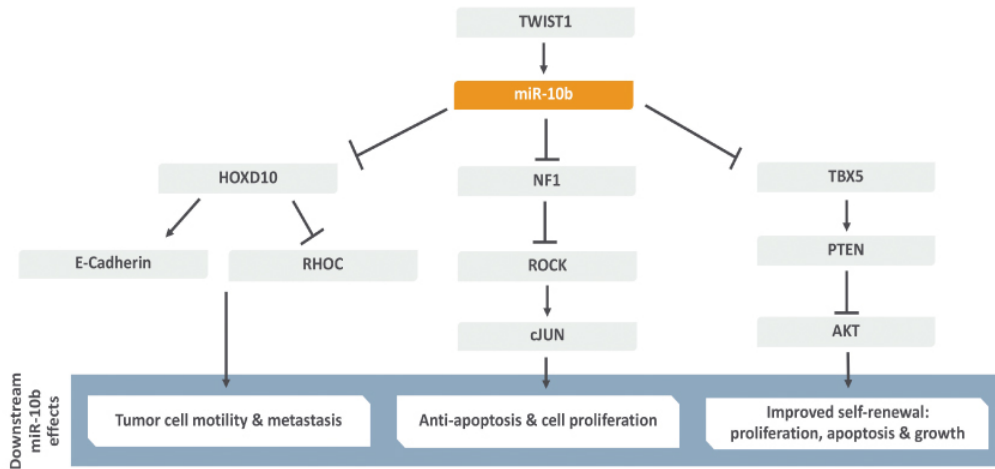 TWIST1
miR-10b
HOXD10
NF1
TBX5
E-Cadherin
RHOC
ROCK
PTEN
cJUN
AKT
Downstream
miR-10b
effects
Tumor cell motility & metastasis
Anti-apoptosis & cell proliferation
Improved self-renewal:
proliferation, apoptosis & growth